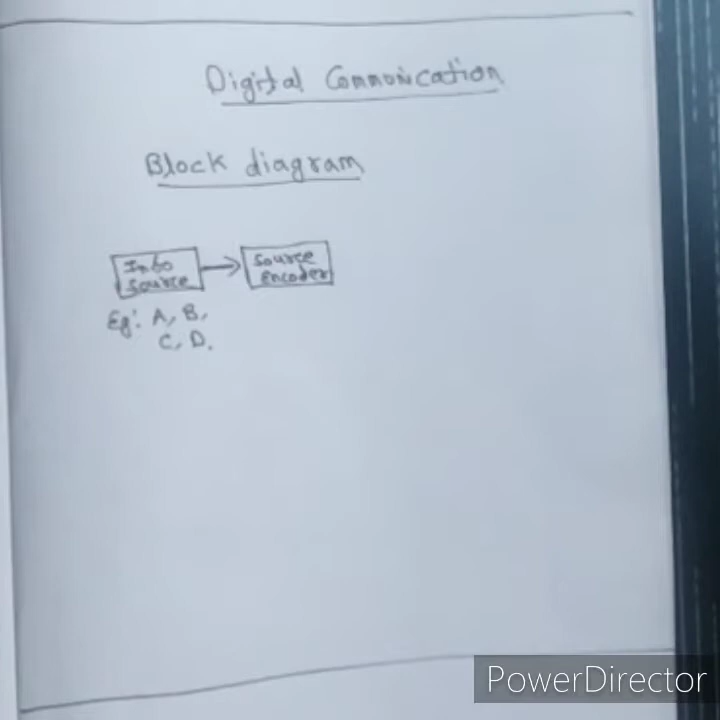 Digital Communication
Block diagram
Info
source
source
encoder
Eg: A, B,
C, D.
PowerDirector